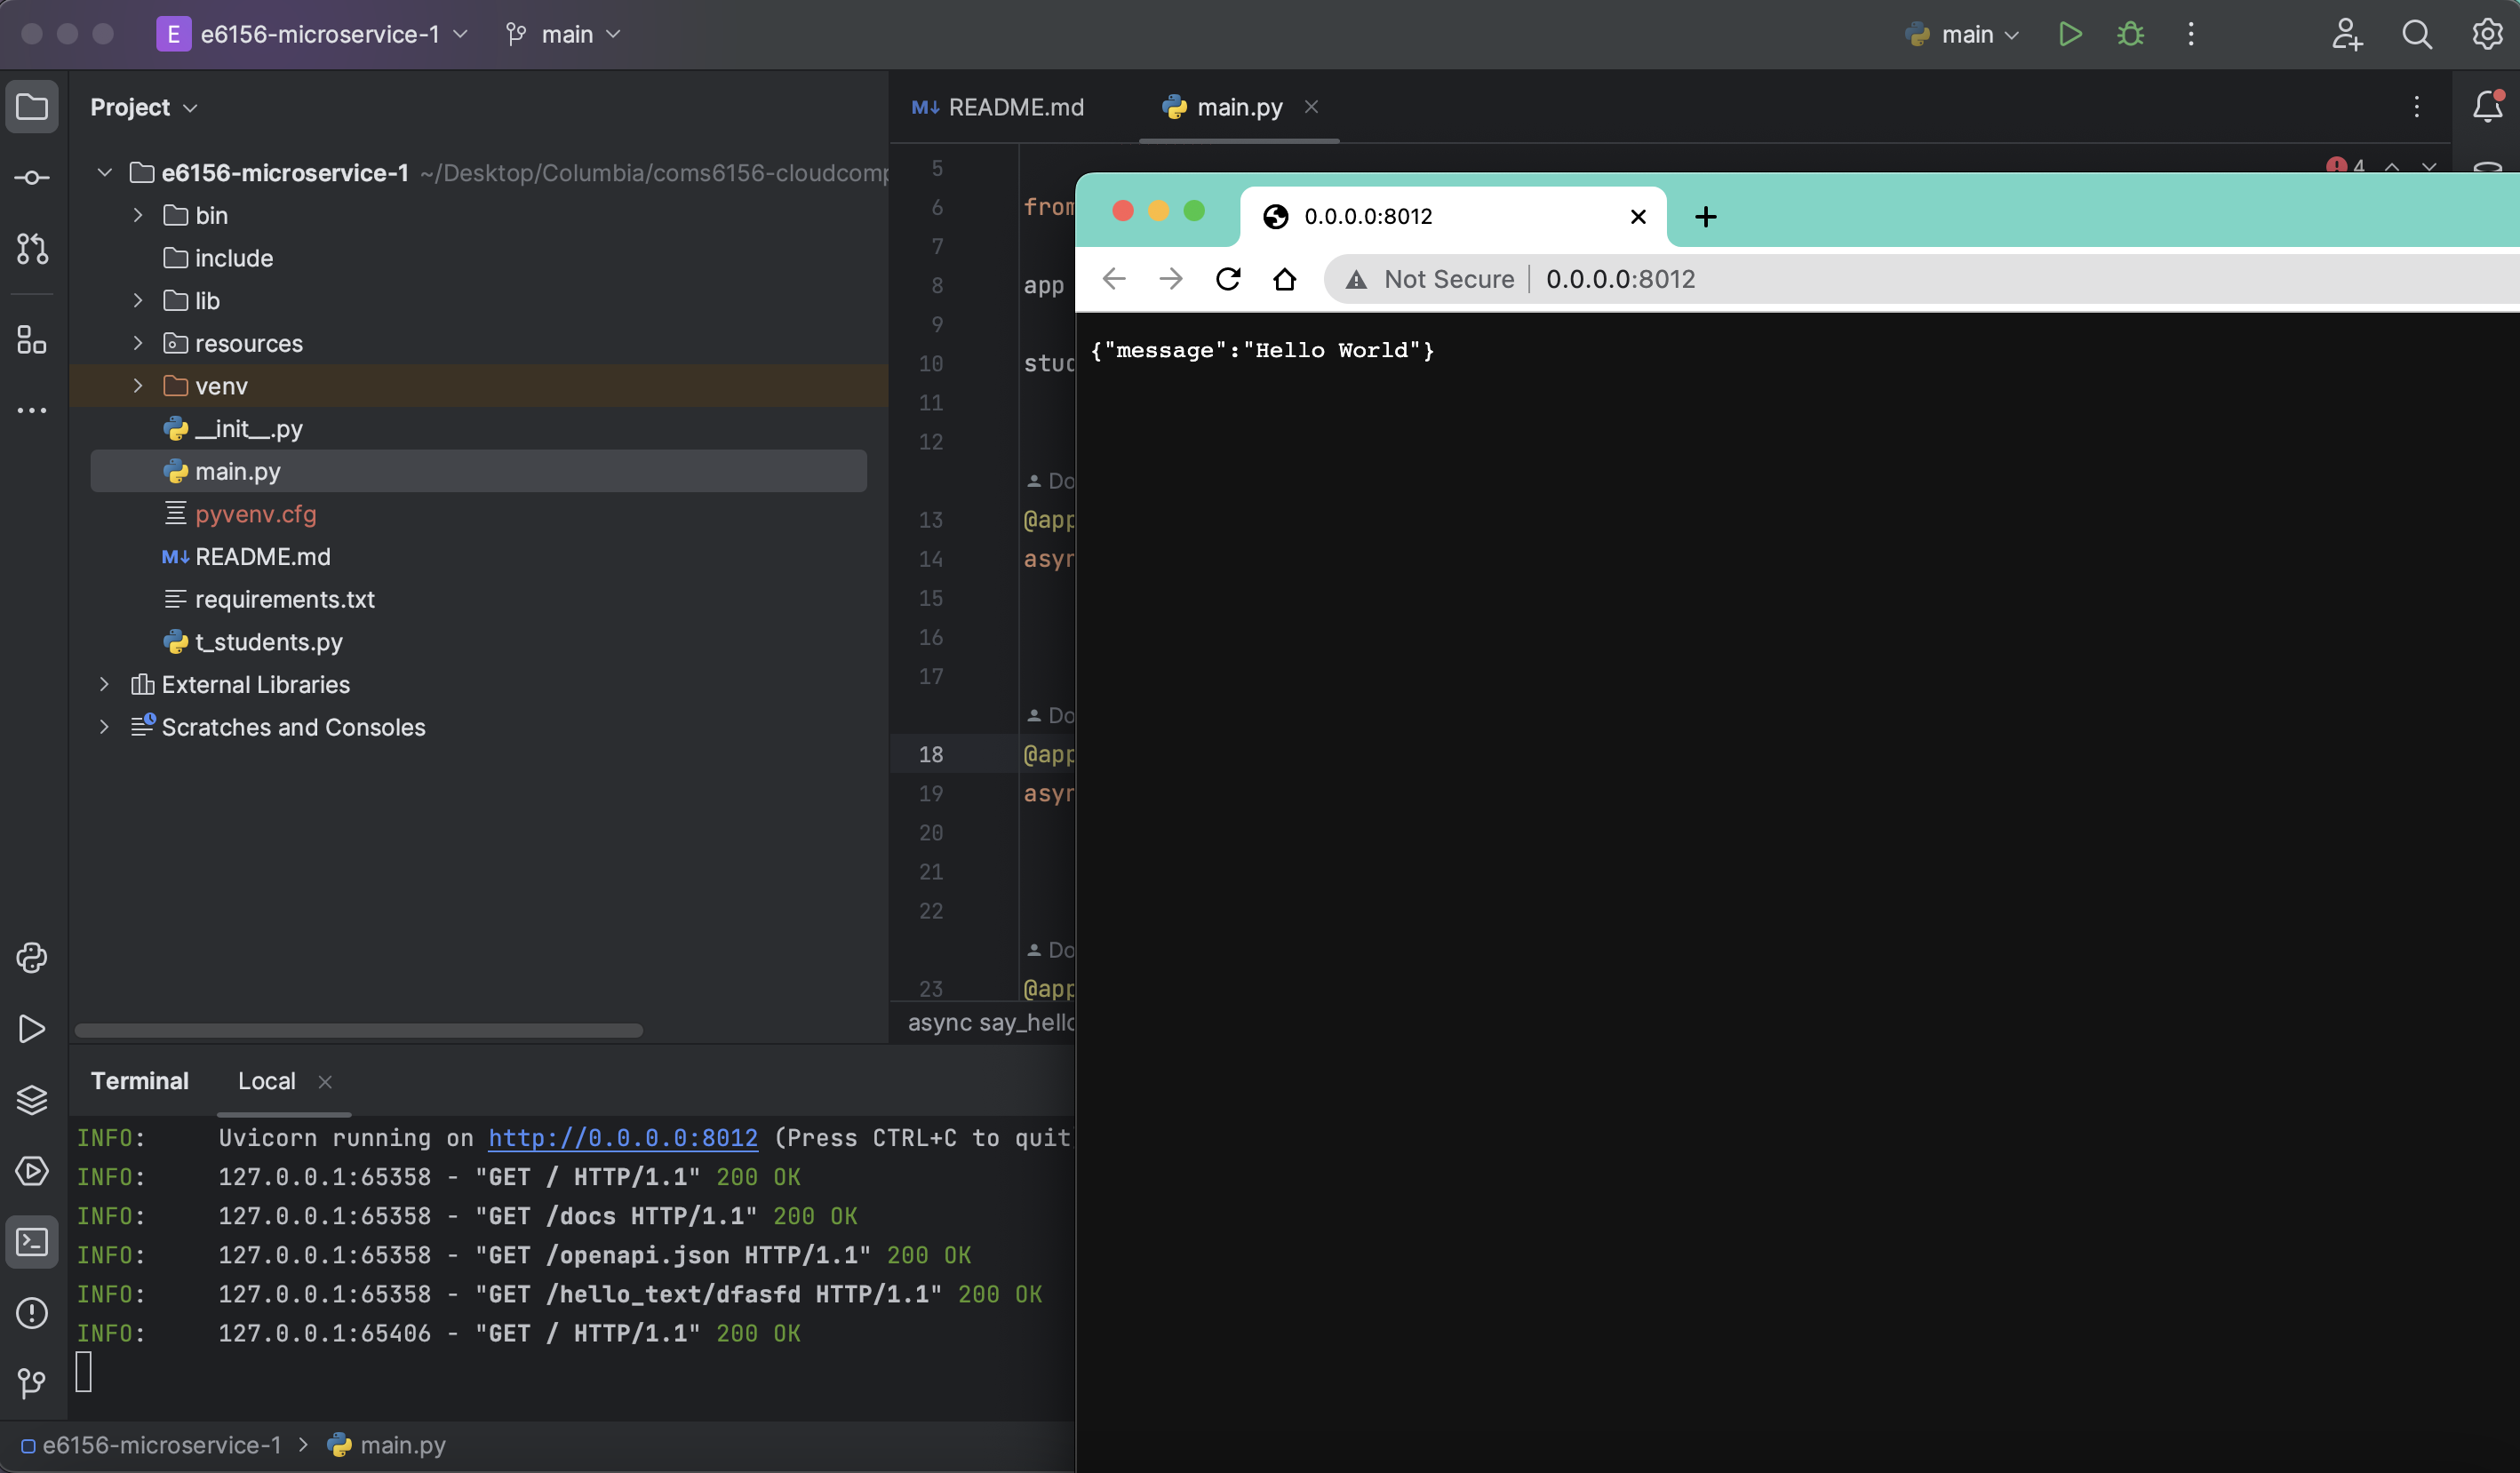 E e6156-microservice-1 main
main
Project
e6156-microservice-1 ~/Desktop/Columbia/coms6156-cloudcomp
bin
include
lib
resources
venv
__init__.py
main.py
pyvenv.cfg
M↓ README.md
requirements.txt
t_students.py
External Libraries
Scratches and Consoles
M↓ README.md main.py
4
5
6 from
7
8 app
9
10 stud
11
12
Do
13 @app
14 asyn
15
16
17
Do
18 @app
19 asyn
20
21
22
Do
23 @app
async say_hello
0.0.0.0:8012
Not Secure 0.0.0.0:8012
{"message":"Hello World"}
Terminal Local
INFO: Uvicorn running on http://0.0.0.0:8012 (Press CTRL+C to quit
INFO: 127.0.0.1:65358 - "GET / HTTP/1.1" 200 OK
INFO: 127.0.0.1:65358 - "GET /docs HTTP/1.1" 200 OK
INFO: 127.0.0.1:65358 - "GET /openapi.json HTTP/1.1" 200 OK
INFO: 127.0.0.1:65358 - "GET /hello_text/dfasfd HTTP/1.1" 200 OK
INFO: 127.0.0.1:65406 - "GET / HTTP/1.1" 200 OK
e6156-microservice-1 > main.py